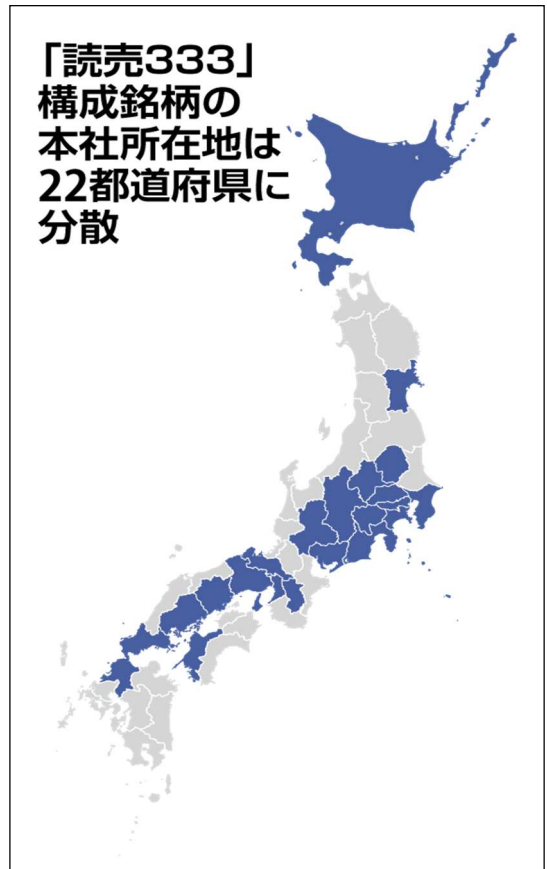 「読売333」
構成銘柄の
本社所在地は
22都道府県に
分散